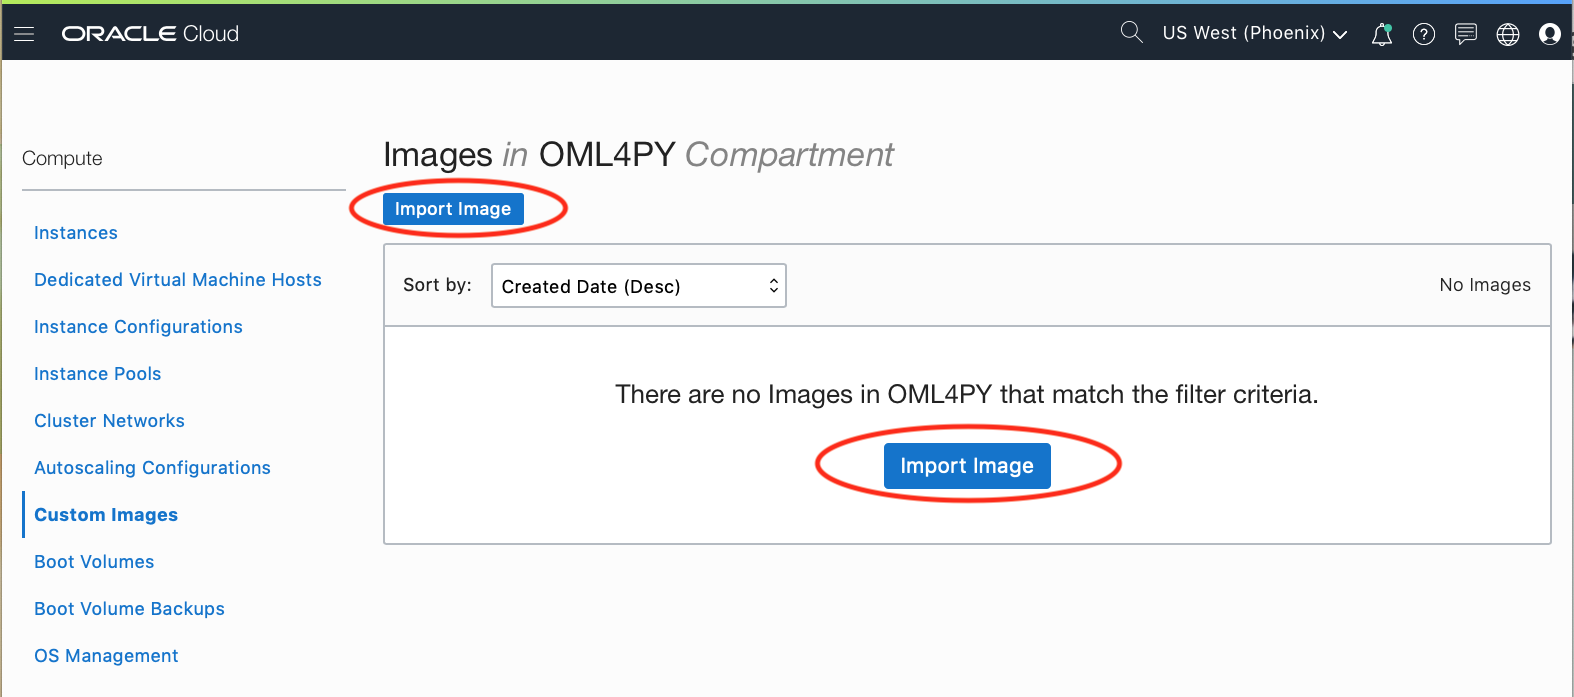 ORACLE Cloud
US West (Phoenix)
Compute
Instances
Dedicated Virtual Machine Hosts
Instance Configurations
Instance Pools
Cluster Networks
Autoscaling Configurations
Custom Images
Boot Volumes
Boot Volume Backups
OS Management
Images in OML4PY Compartment
Import Image
Sort by:
Created Date (Desc)
No Images
There are no Images in OML4PY that match the filter criteria.
Import Image